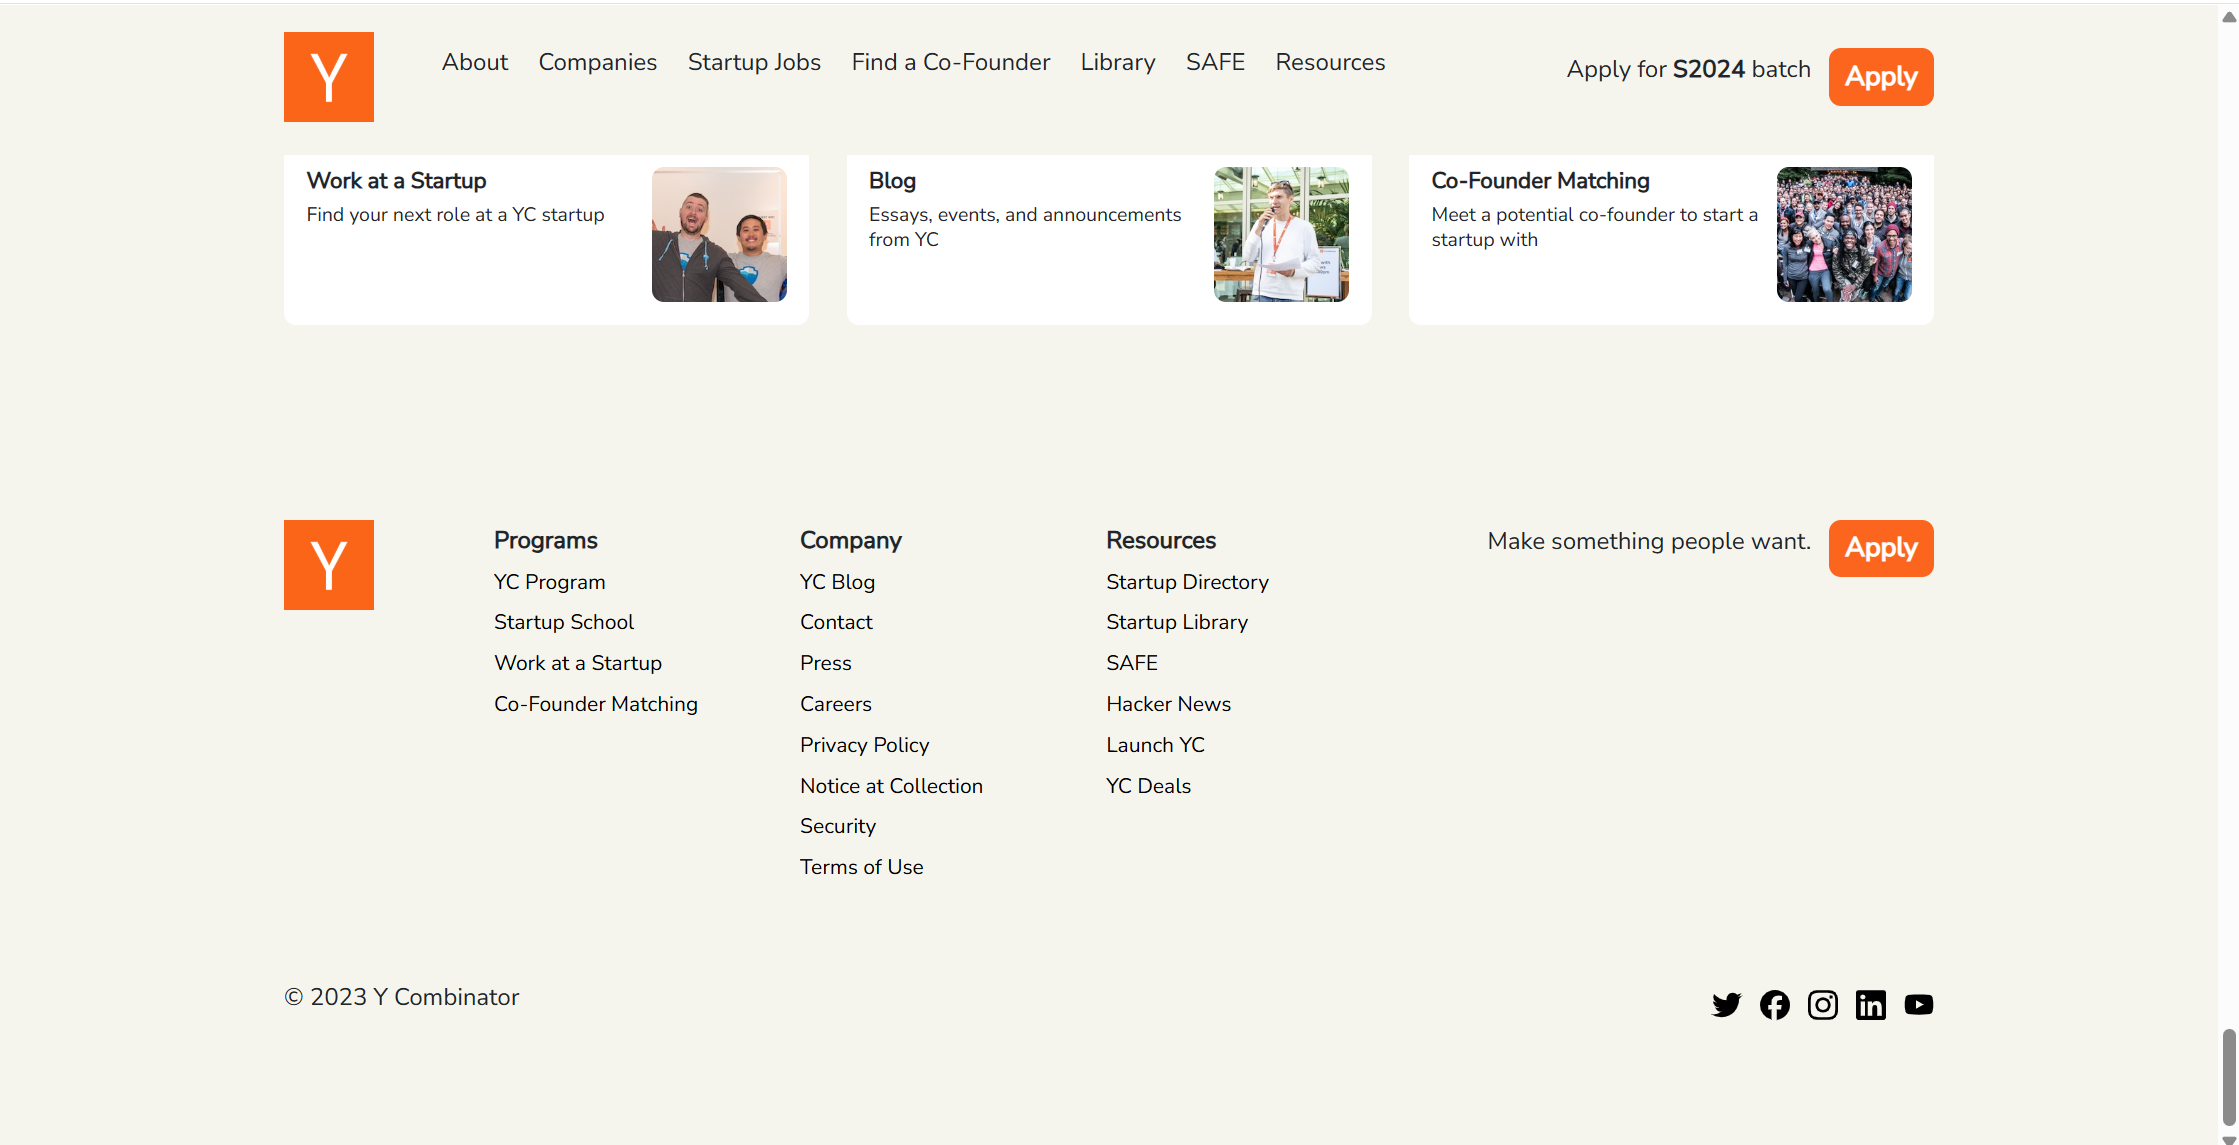 Y
About
Companies
Startup Jobs
Find a Co-Founder
Library
SAFE
Resources
Apply for S2024 batch
Apply
Work at a Startup
Find your next role at a YC startup
Blog
Essays, events, and announcements
from YC
Co-Founder Matching
Meet a potential co-founder to start a
startup with
Y
Programs
YC Program
Startup School
Work at a Startup
Co-Founder Matching
Company
YC Blog
Contact
Press
Careers
Privacy Policy
Notice at Collection
Security
Terms of Use
Resources
Startup Directory
Startup Library
SAFE
Hacker News
Launch YC
YC Deals
Make something people want.
Apply
© 2023 Y Combinator